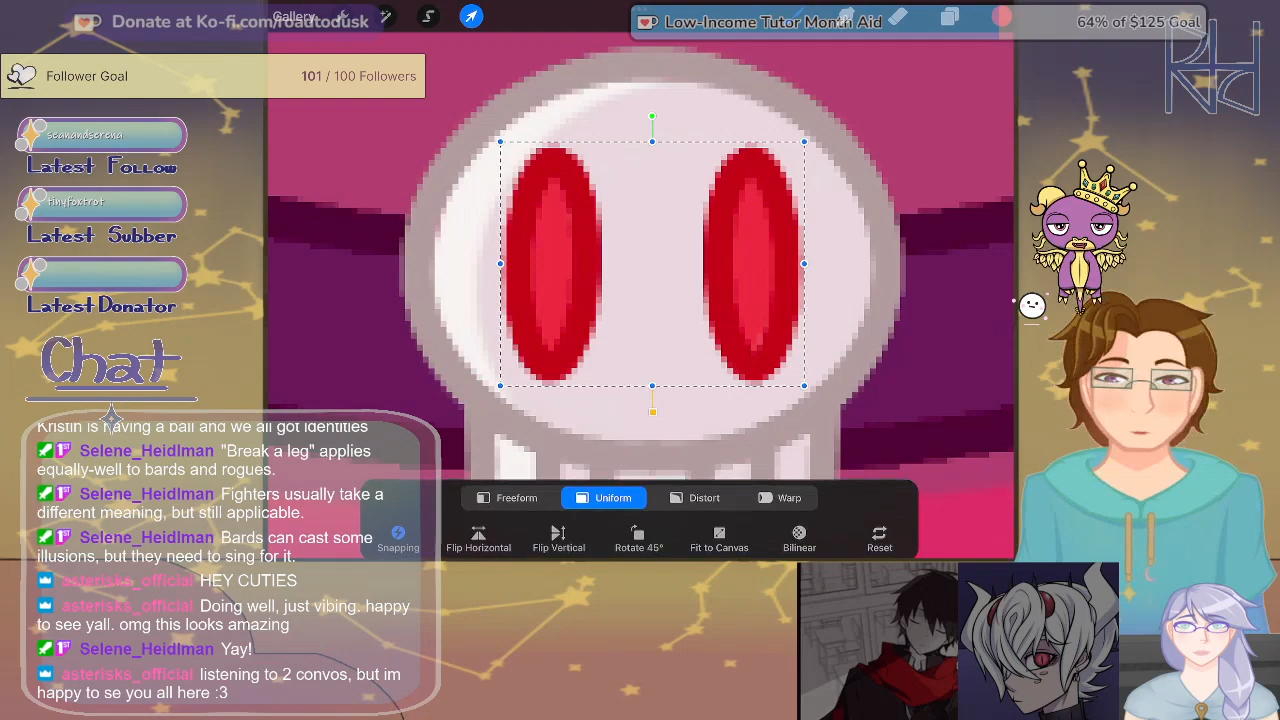 Donate at Ko-fi.com/roadtodusk
Gallery
Low-Income Tutor Month Aid
64% of $125 Goal
Follower Goal
101 / 100 Followers
seanandserena
Latest Follow
tinyfoxtrot
Latest Subber
Latest Donator
Chat
Kristin is having a ball and we all got identities
Selene_Heidlman "Break a leg" applies
equally-well to bards and rogues.
Selene_Heidlman Fighters usually take a
different meaning, but still applicable.
Selene_Heidlman Bards can cast some
illusions, but they need to sing for it.
asterisks_official HEY CUTIES
asterisks_official Doing well, just vibing. happy
to see yall. omg this looks amazing
Selene_Heidlman Yay!
asterisks_official listening to 2 convos, but im
happy to se you all here :3
Freeform
Uniform
Distort
Warp
Snapping
Flip Horizontal
Flip Vertical
Rotate 45°
Fit to Canvas
Bilinear
Reset